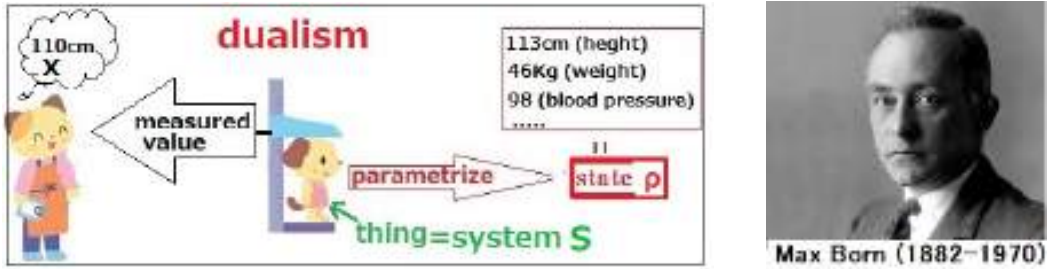 110cm
X
dualism
113cm (heght)
46Kg (weight)
98 (blood pressure)
.....
measured
value
parametrize
=
state ρ
thing=system S
Max Born (1882-1970)